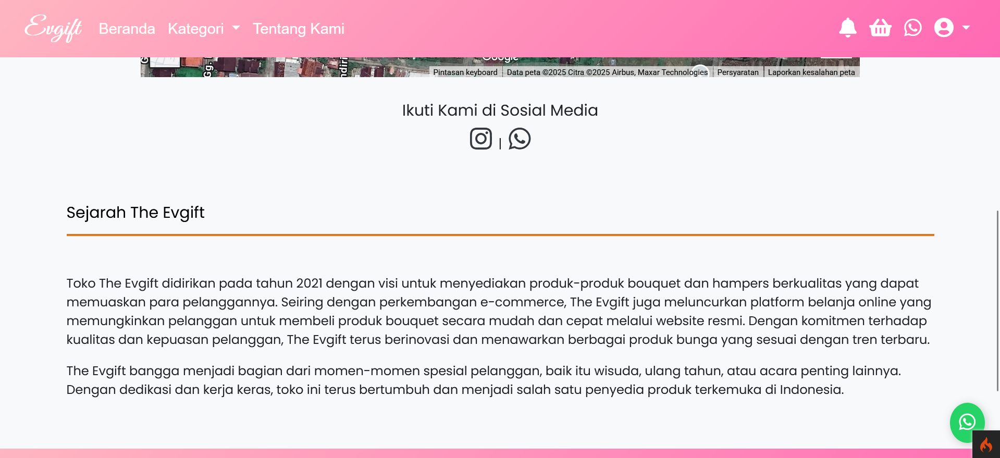 Evgift Beranda Kategori Tentang Kami
Gg.
Google
Pintasan keyboard Data peta ©2025 Citra ©2025 Airbus, Maxar Technologies Persyaratan Laporkan kesalahan peta
Ikuti Kami di Sosial Media
|
Sejarah The Evgift
Toko The Evgift didirikan pada tahun 2021 dengan visi untuk menyediakan produk-produk bouquet dan hampers berkualitas yang dapat
memuaskan para pelanggannya. Seiring dengan perkembangan e-commerce, The Evgift juga meluncurkan platform belanja online yang
memungkinkan pelanggan untuk membeli produk bouquet secara mudah dan cepat melalui website resmi. Dengan komitmen terhadap
kualitas dan kepuasan pelanggan, The Evgift terus berinovasi dan menawarkan berbagai produk bunga yang sesuai dengan tren terbaru.
The Evgift bangga menjadi bagian dari momen-momen spesial pelanggan, baik itu wisuda, ulang tahun, atau acara penting lainnya.
Dengan dedikasi dan kerja keras, toko ini terus bertumbuh dan menjadi salah satu penyedia produk terkemuka di Indonesia.